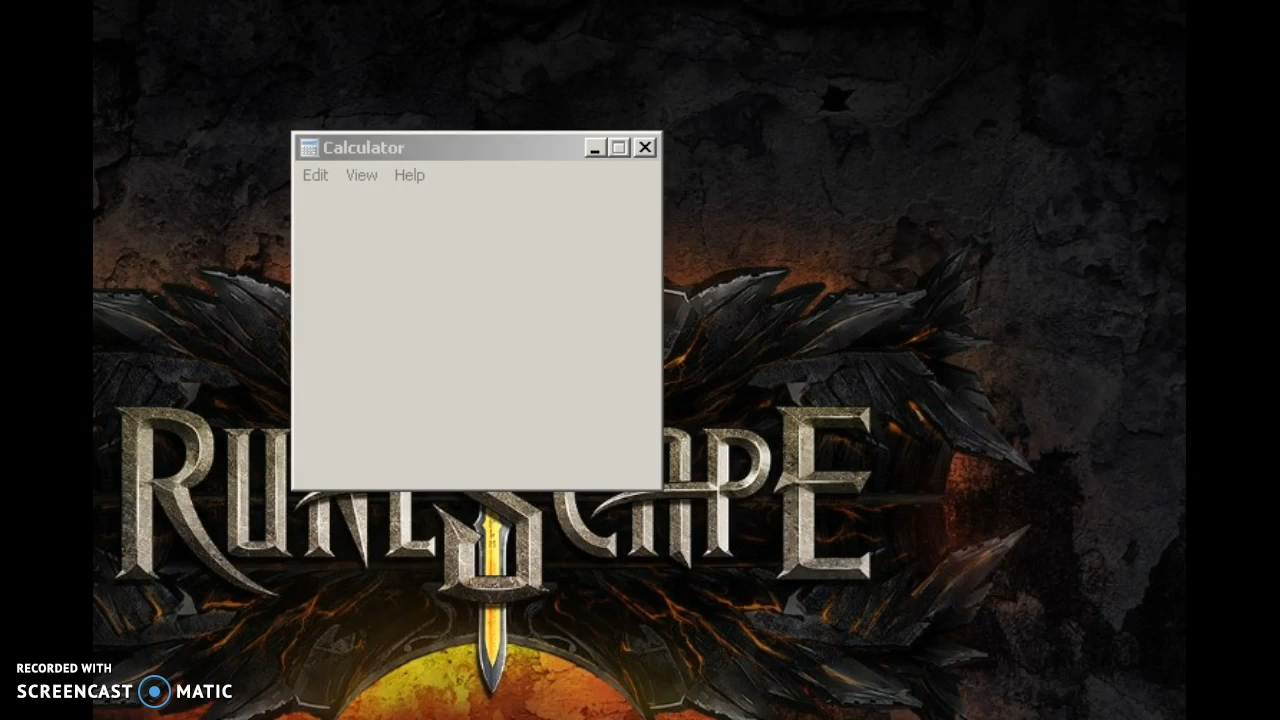 Calculator
Edit View Help
RUNESCAPE
RECORDED WITH
SCREENCAST MATIC